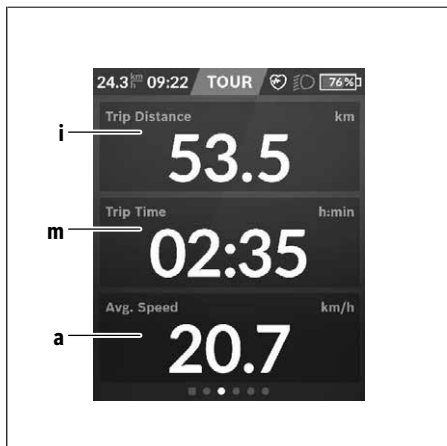 24.3 km/h 09:22 TOUR 76%
Trip Distance km
i
53.5
Trip Time h:min
m
02:35
Avg. Speed km/h
a
20.7